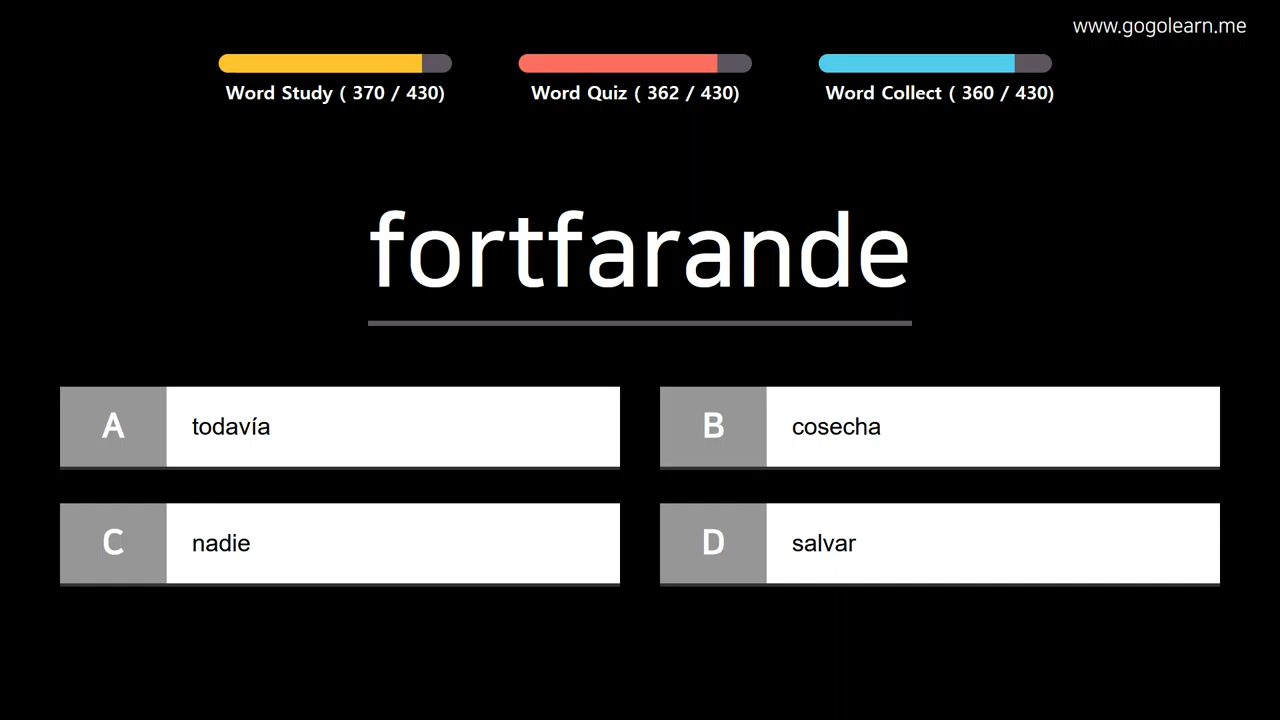 www.gogolearn.me
Word Study ( 370 / 430)
Word Quiz ( 362 / 430)
Word Collect ( 360 / 430)
fortfarande
A todavía
B cosecha
C nadie
D salvar